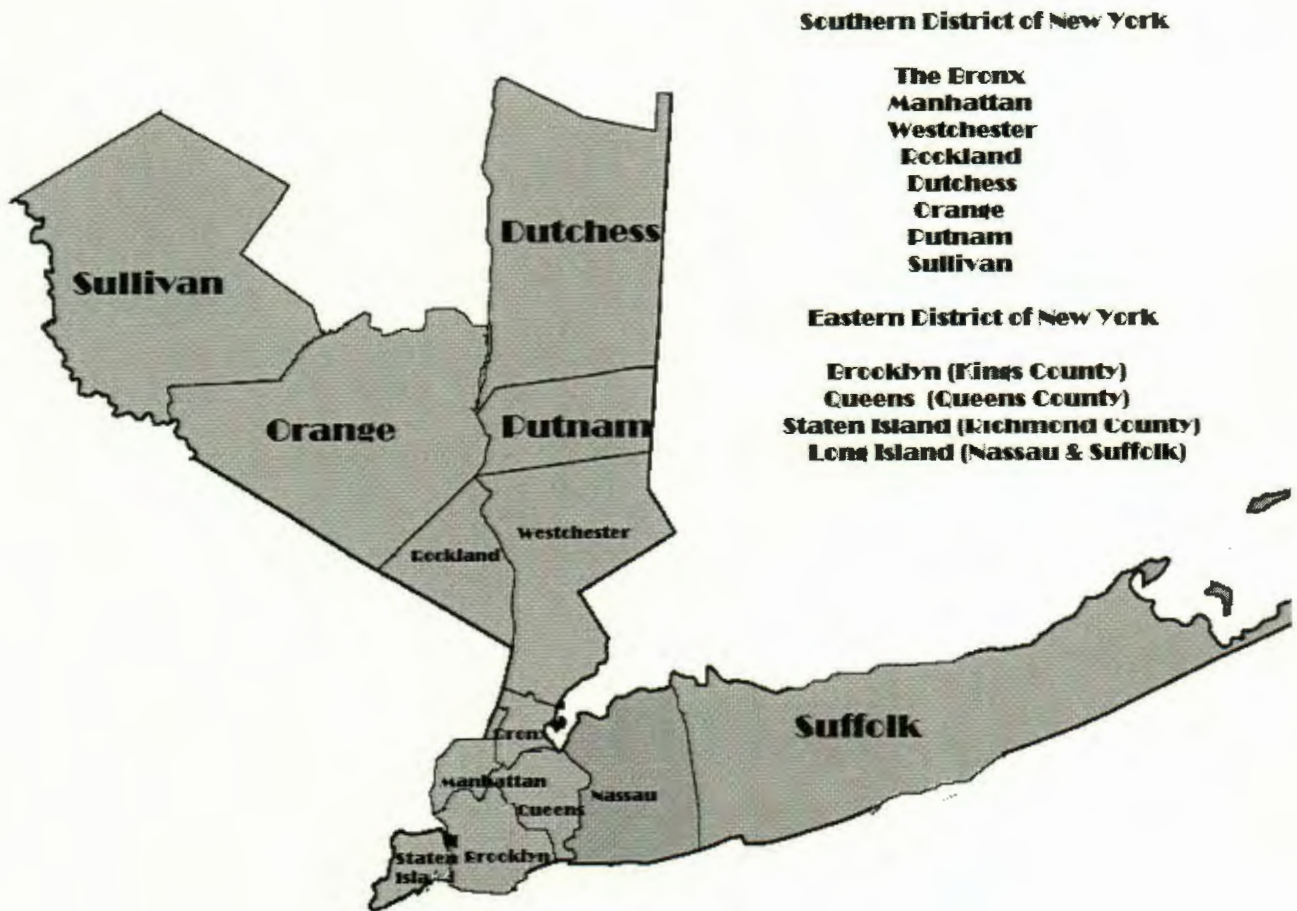 Southern District of New York
The Bronx
Manhattan
Westchester
Rockland
Dutchess
Orange
Putnam
Sullivan
Eastern District of New York
Brooklyn (Kings County)
Queens (Queens County)
Staten Island (Richmond County)
Long Island (Nassau & Suffolk)
Dutchess
Sullivan
Orange
Putnam
Westchester
Rockland
Suffolk
Bronx
Manhattan
Nassau
Queens
Staten
Island
Brooklyn